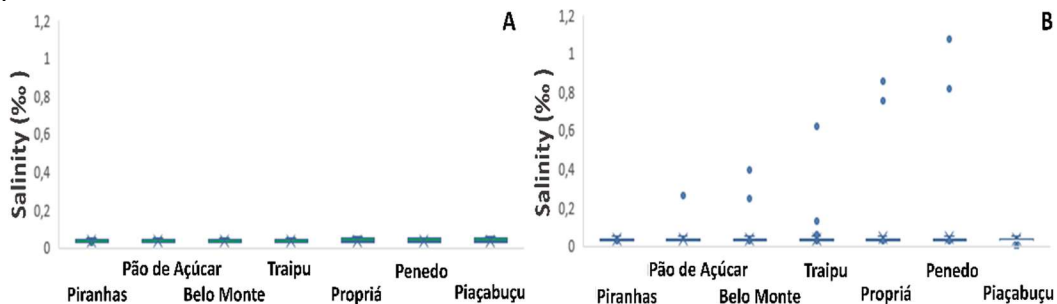 A
1,2
1
0,8
0,6
0,4
0,2
0
Salinity (‰)
Pão de Açúcar Traipu Penedo
Piranhas Belo Monte Propriá Piaçabuçu
B
1,2
1
0,8
0,6
0,4
0,2
0
Salinity (‰)
Pão de Açúcar Traipu Penedo
Piranhas Belo Monte Propriá Piaçabuçu